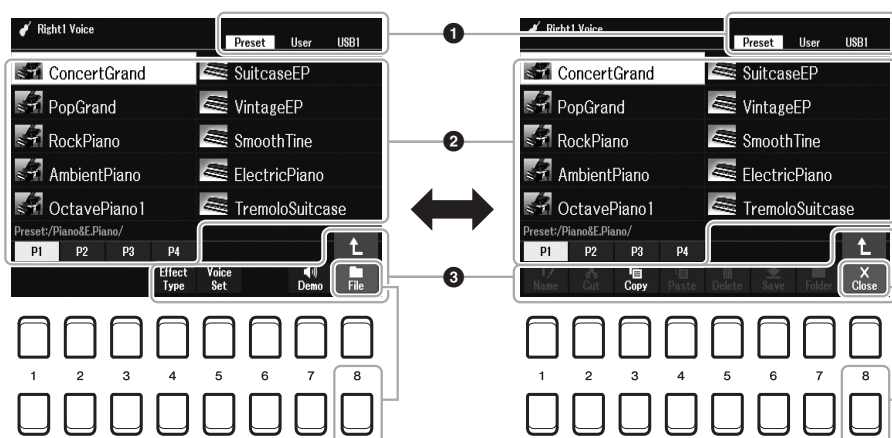 Right1 Voice
Preset User USB1
ConcertGrand SuitcaseEP
PopGrand VintageEP
RockPiano SmoothTine
AmbientPiano ElectricPiano
OctavePiano1 TremoloSuitcase
Preset:/Piano&E.Piano/
P1 P2 P3 P4
Effect Type Voice Set Demo File
1 2 3 4 5 6 7 8
1
2
3
Right1 Voice
Preset User USB1
ConcertGrand SuitcaseEP
PopGrand VintageEP
RockPiano SmoothTine
AmbientPiano ElectricPiano
OctavePiano1 TremoloSuitcase
Preset:/Piano&E.Piano/
P1 P2 P3 P4
Name Cut Copy Paste Delete Save Folder Close
1 2 3 4 5 6 7 8